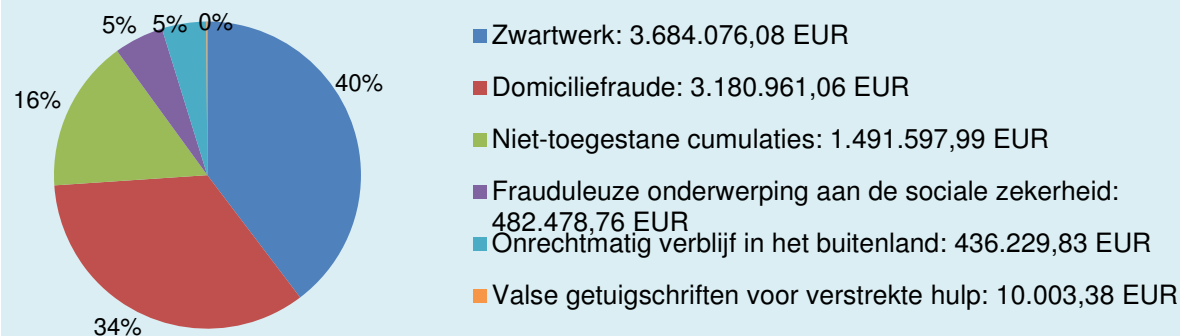 5% 5% 0%
40%
16%
34%
Zwartwerk: 3.684.076,08 EUR
Domiciliefraude: 3.180.961,06 EUR
Niet-toegestane cumulaties: 1.491.597,99 EUR
Frauduleuze onderwerping aan de sociale zekerheid:
482.478,76 EUR
Onrechtmatig verblijf in het buitenland: 436.229,83 EUR
Valse getuigschriften voor verstrekte hulp: 10.003,38 EUR